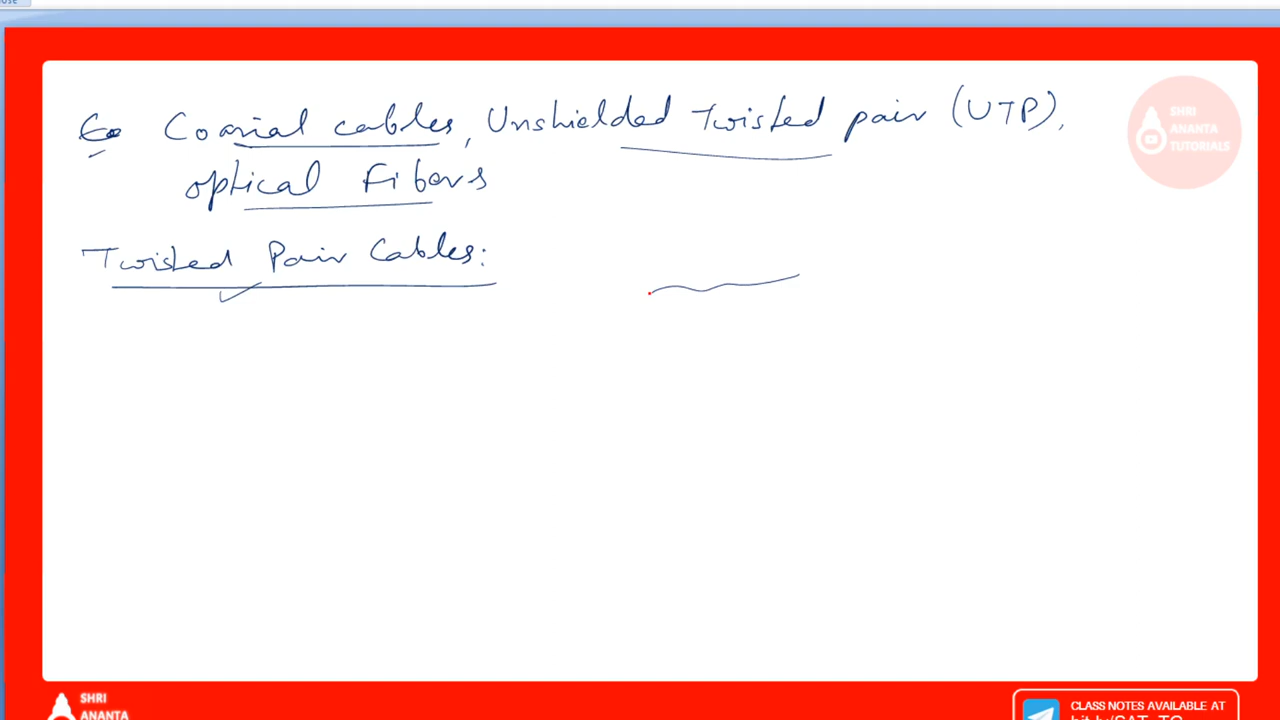 Ex Coaxial cables, Unshielded Twisted pair (UTP),
optical Fibers
Twisted Pair Cables:
SHRI
ANANTA
TUTORIALS
SHRI
ANANTA
CLASS NOTES AVAILABLE AT